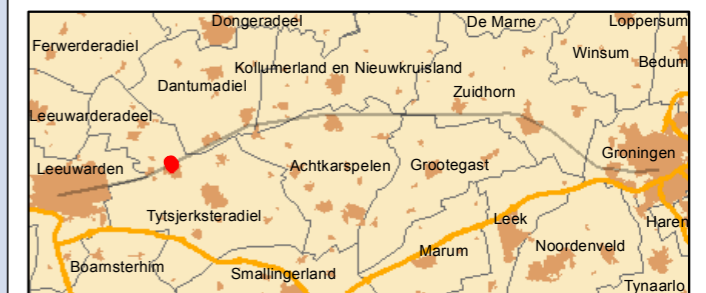 Dongeradeel
De Marne
Loppersum
Ferwerderadiel
Winsum
Bedum
Kollumerland en Nieuwkruisland
Dantumadiel
Zuidhorn
Leeuwarderadeel
Groningen
Leeuwarden
Achtkarspelen
Grootegast
Tytsjerksteradiel
Leek
Haren
Noordenveld
Marum
Boarnsterhim
Smallingerland
Tynaarlo